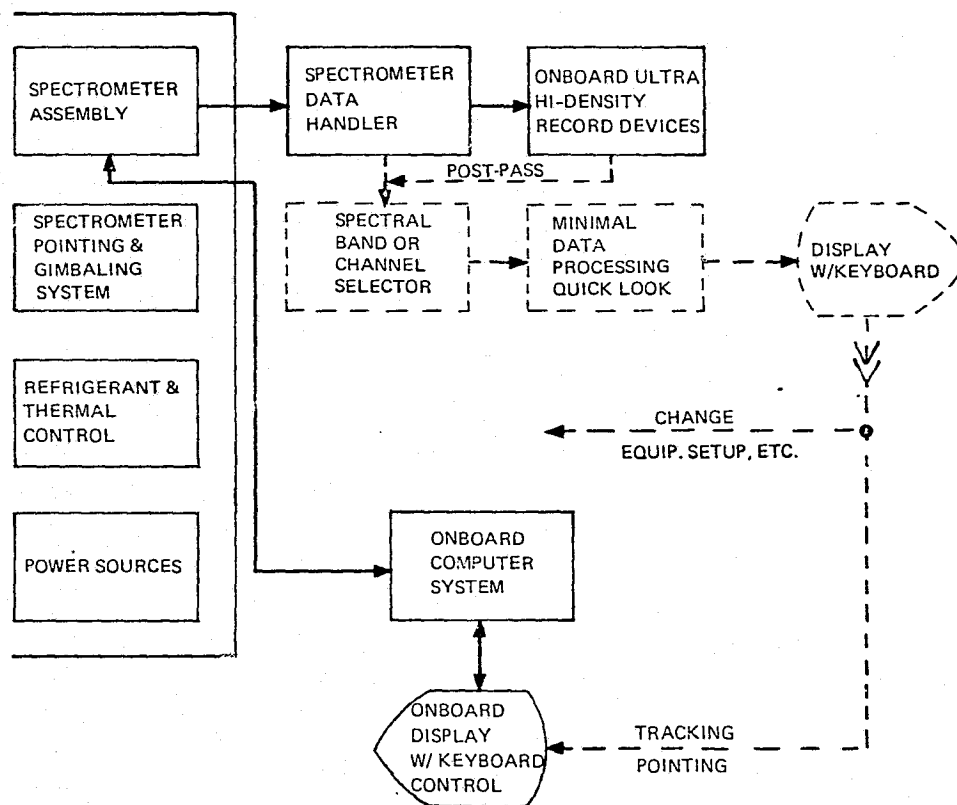 SPECTROMETER
ASSEMBLY
SPECTROMETER
DATA
HANDLER
ONBOARD ULTRA
HI-DENSITY
RECORD DEVICES
POST-PASS
SPECTROMETER
POINTING &
GIMBALING
SYSTEM
SPECTRAL
BAND OR
CHANNEL
SELECTOR
MINIMAL
DATA
PROCESSING
QUICK LOOK
DISPLAY
W/KEYBOARD
REFRIGERANT &
THERMAL
CONTROL
CHANGE
EQUIP. SETUP, ETC.
POWER SOURCES
ONBOARD
COMPUTER
SYSTEM
ONBOARD
DISPLAY
W/ KEYBOARD
CONTROL
TRACKING
POINTING